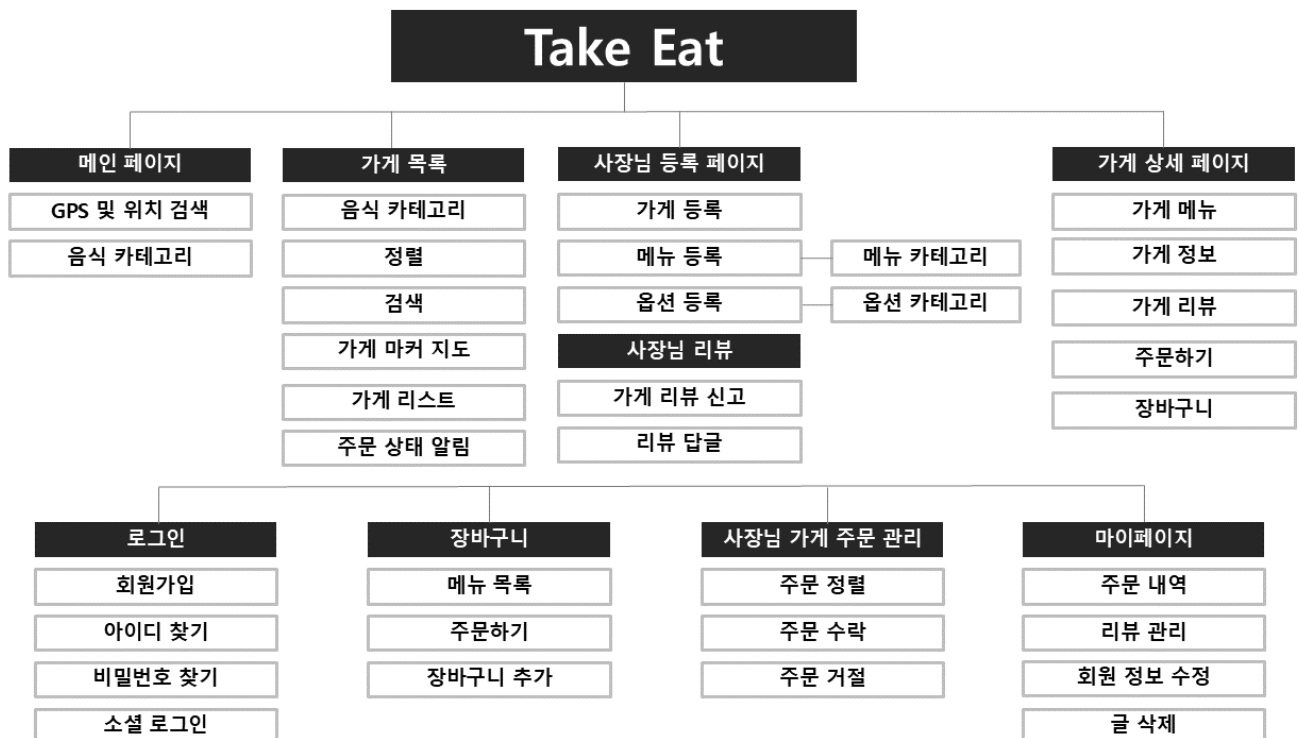 Take Eat
메인 페이지
GPS 및 위치 검색
음식 카테고리
가게 목록
음식 카테고리
정렬
검색
가게 마커 지도
가게 리스트
주문 상태 알림
사장님 등록 페이지
가게 등록
메뉴 등록
메뉴 카테고리
옵션 등록
옵션 카테고리
사장님 리뷰
가게 리뷰 신고
리뷰 답글
가게 상세 페이지
가게 메뉴
가게 정보
가게 리뷰
주문하기
장바구니
로그인
회원가입
아이디 찾기
비밀번호 찾기
소셜 로그인
장바구니
메뉴 목록
주문하기
장바구니 추가
사장님 가게 주문 관리
주문 정렬
주문 수락
주문 거절
마이페이지
주문 내역
리뷰 관리
회원 정보 수정
글 삭제